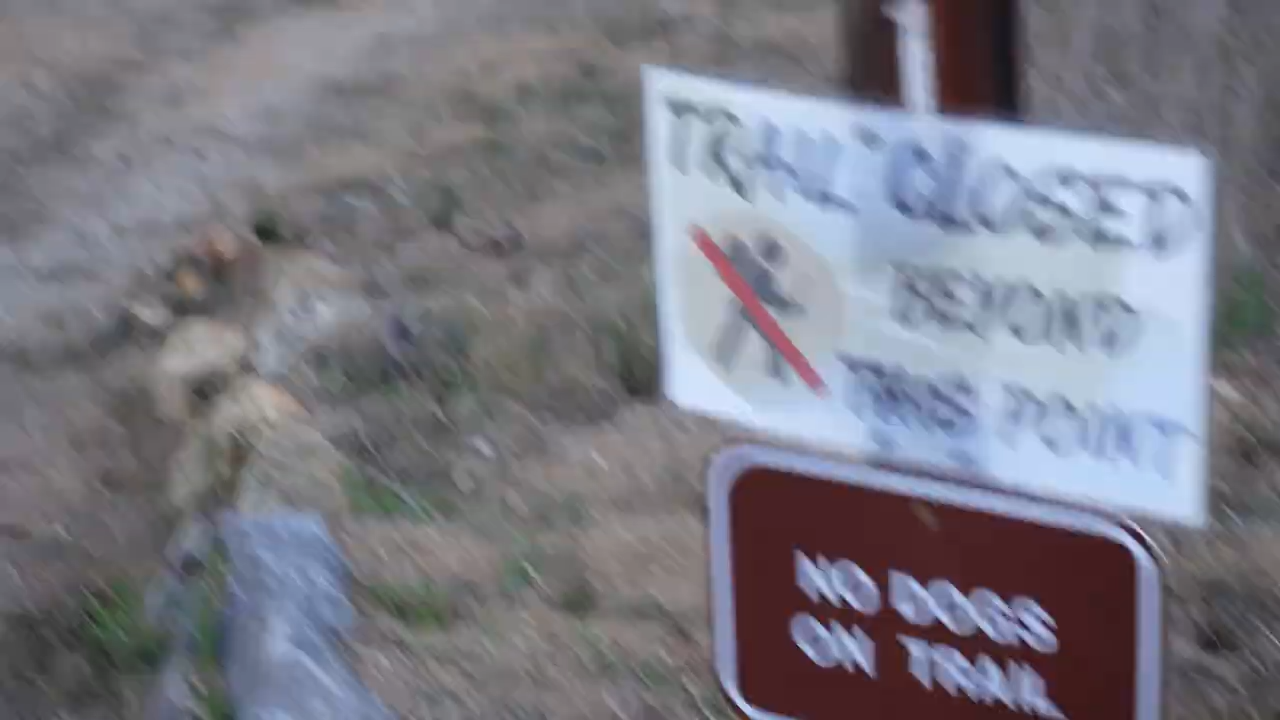 TRAIL CLOSED
BEYOND
THIS POINT
NO DOGS
ON TRAIL